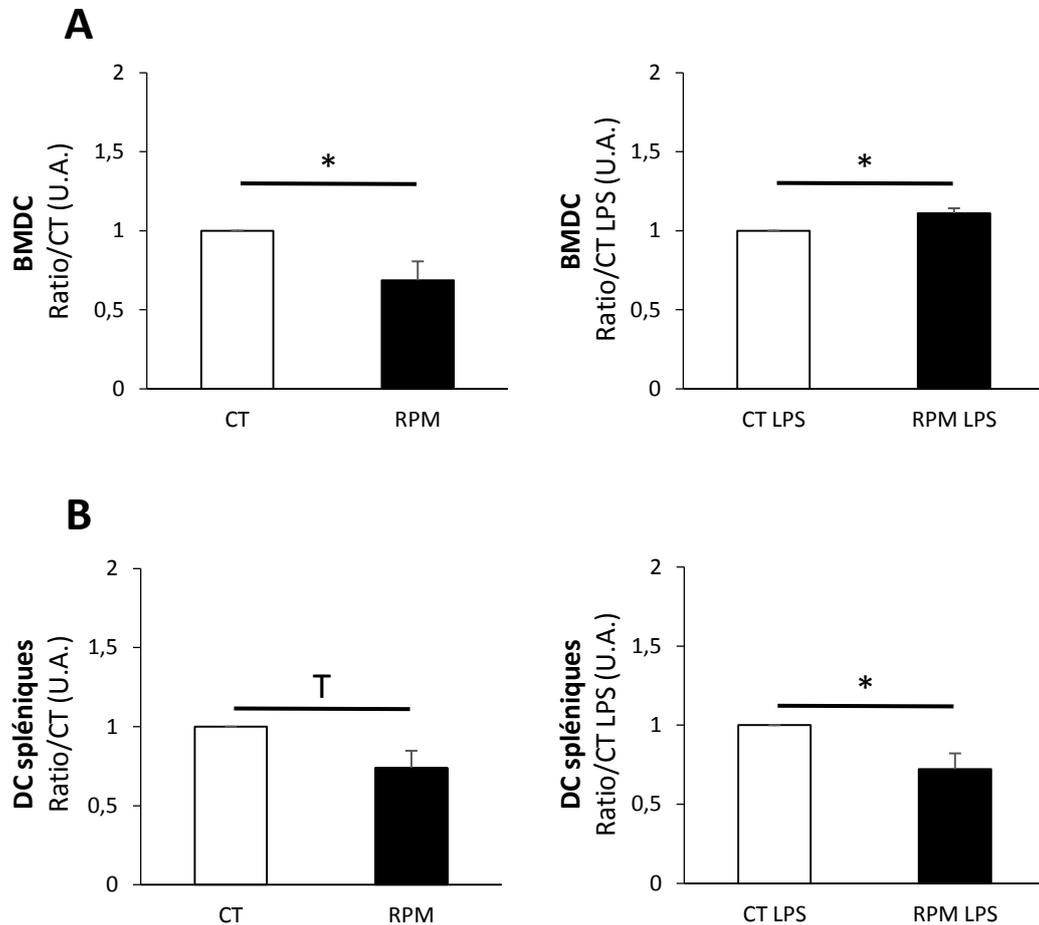 A
BMDC
Ratio/CT (U.A.)
2
1,5
1
0,5
0
*
CT RPM
BMDC
Ratio/CT LPS (U.A.)
2
1,5
1
0,5
0
*
CT LPS RPM LPS
B
DC spléniques
Ratio/CT (U.A.)
2
1,5
1
0,5
0
T
CT RPM
DC spléniques
Ratio/CT LPS (U.A.)
2
1,5
1
0,5
0
*
CT LPS RPM LPS